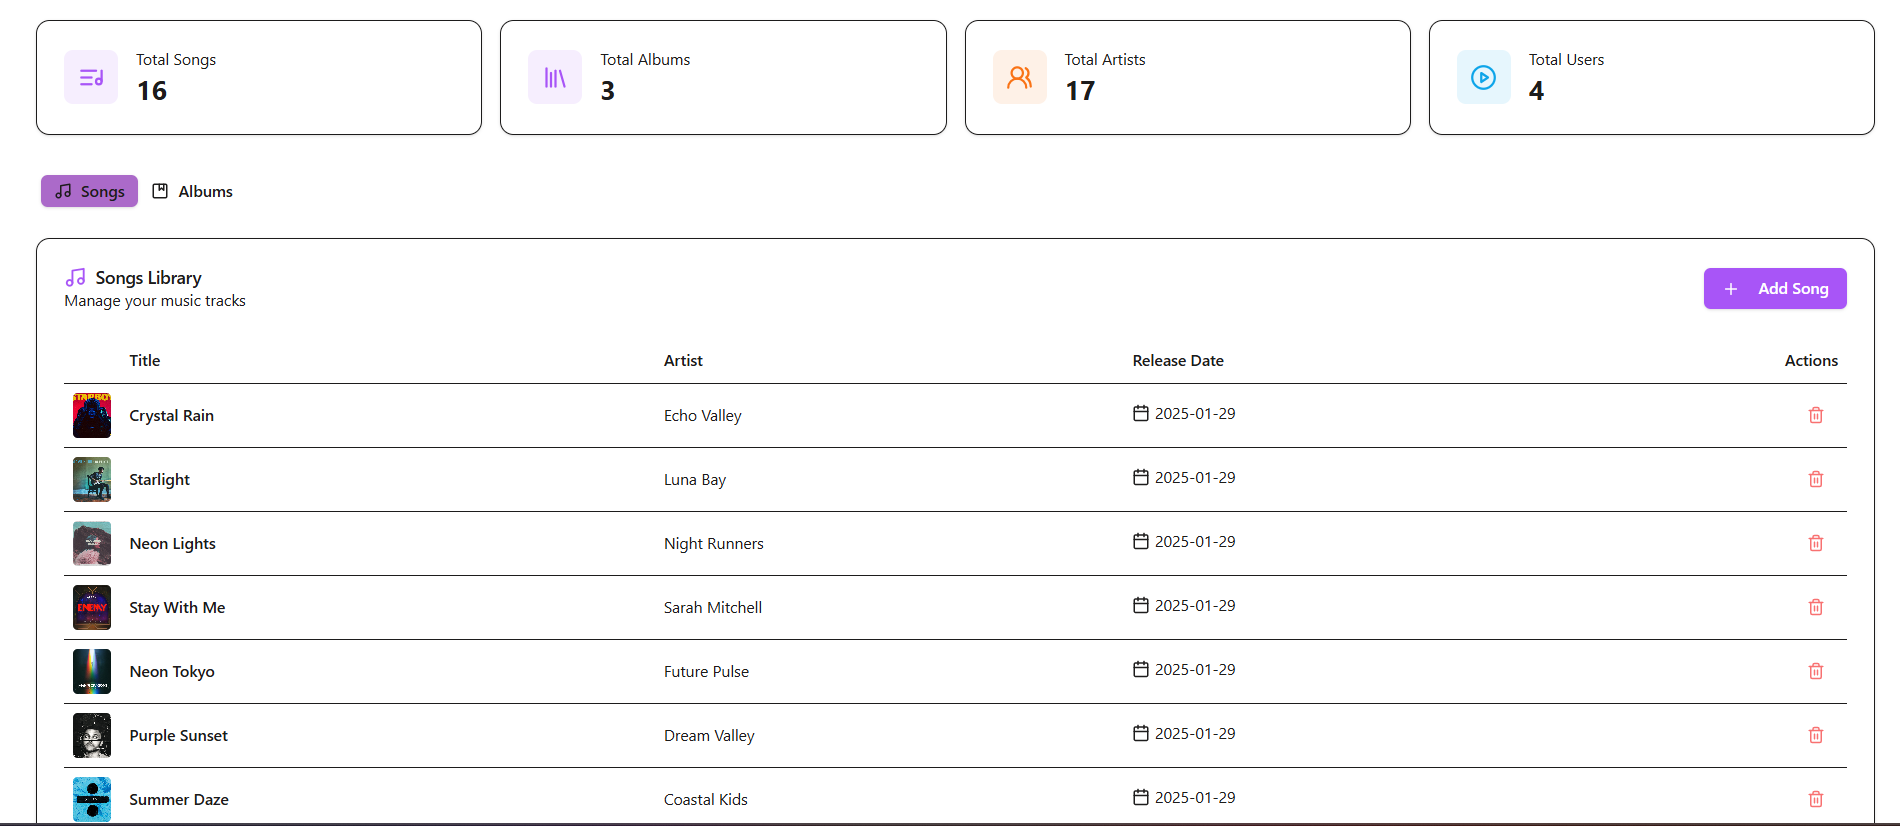 Total Songs
16
Total Albums
3
Total Artists
17
Total Users
4
Songs
Albums
Songs Library
Manage your music tracks
Add Song
Title Artist Release Date Actions
Crystal Rain Echo Valley 2025-01-29
Starlight Luna Bay 2025-01-29
Neon Lights Night Runners 2025-01-29
ENEMY
Stay With Me Sarah Mitchell 2025-01-29
Neon Tokyo Future Pulse 2025-01-29
Purple Sunset Dream Valley 2025-01-29
Summer Daze Coastal Kids 2025-01-29